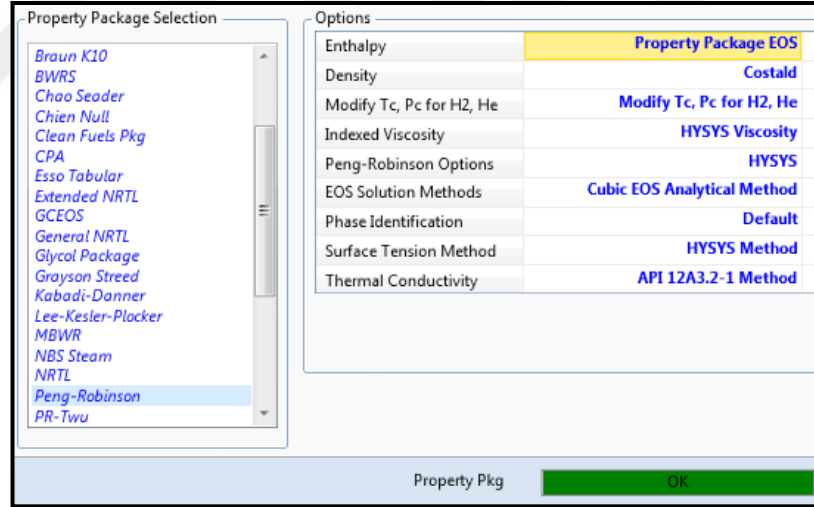 Property Package Selection
Braun K10
BWRS
Chao Seader
Chien Null
Clean Fuels Pkg
CPA
Esso Tabular
Extended NRTL
GCEOS
General NRTL
Glycol Package
Grayson Streed
Kabadi-Danner
Lee-Kesler-Plocker
MBWR
NBS Steam
NRTL
Peng-Robinson
PR-Twu
Options
Enthalpy Property Package EOS
Density Costald
Modify Tc, Pc for H2, He Modify Tc, Pc for H2, He
Indexed Viscosity HYSYS Viscosity
Peng-Robinson Options HYSYS
EOS Solution Methods Cubic EOS Analytical Method
Phase Identification Default
Surface Tension Method HYSYS Method
Thermal Conductivity API 12A3.2-1 Method
Property Pkg OK